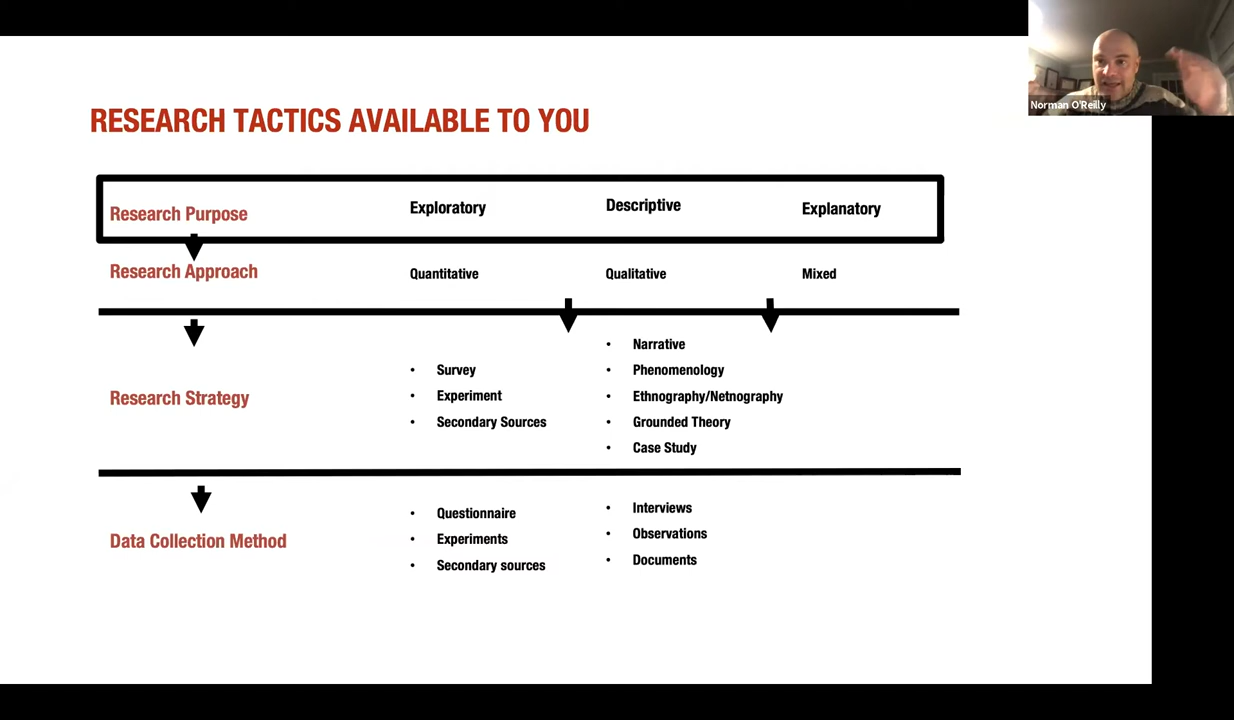 Norman O'Reilly
RESEARCH TACTICS AVAILABLE TO YOU
Research Purpose Exploratory Descriptive Explanatory
Research Approach Quantitative Qualitative Mixed
Research Strategy
• Survey
• Experiment
• Secondary Sources
• Narrative
• Phenomenology
• Ethnography/Netnography
• Grounded Theory
• Case Study
Data Collection Method
• Questionnaire
• Experiments
• Secondary sources
• Interviews
• Observations
• Documents